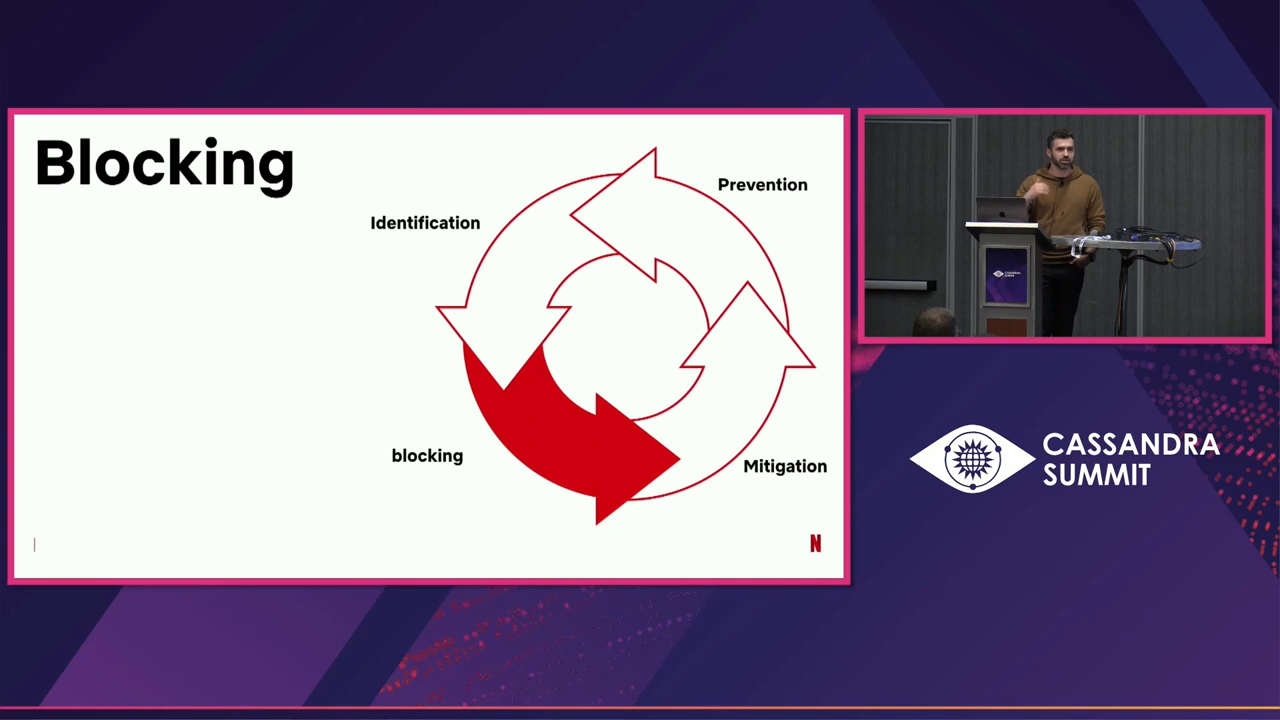 Blocking
Prevention
Identification
blocking
Mitigation
N
CASSANDRA
SUMMIT